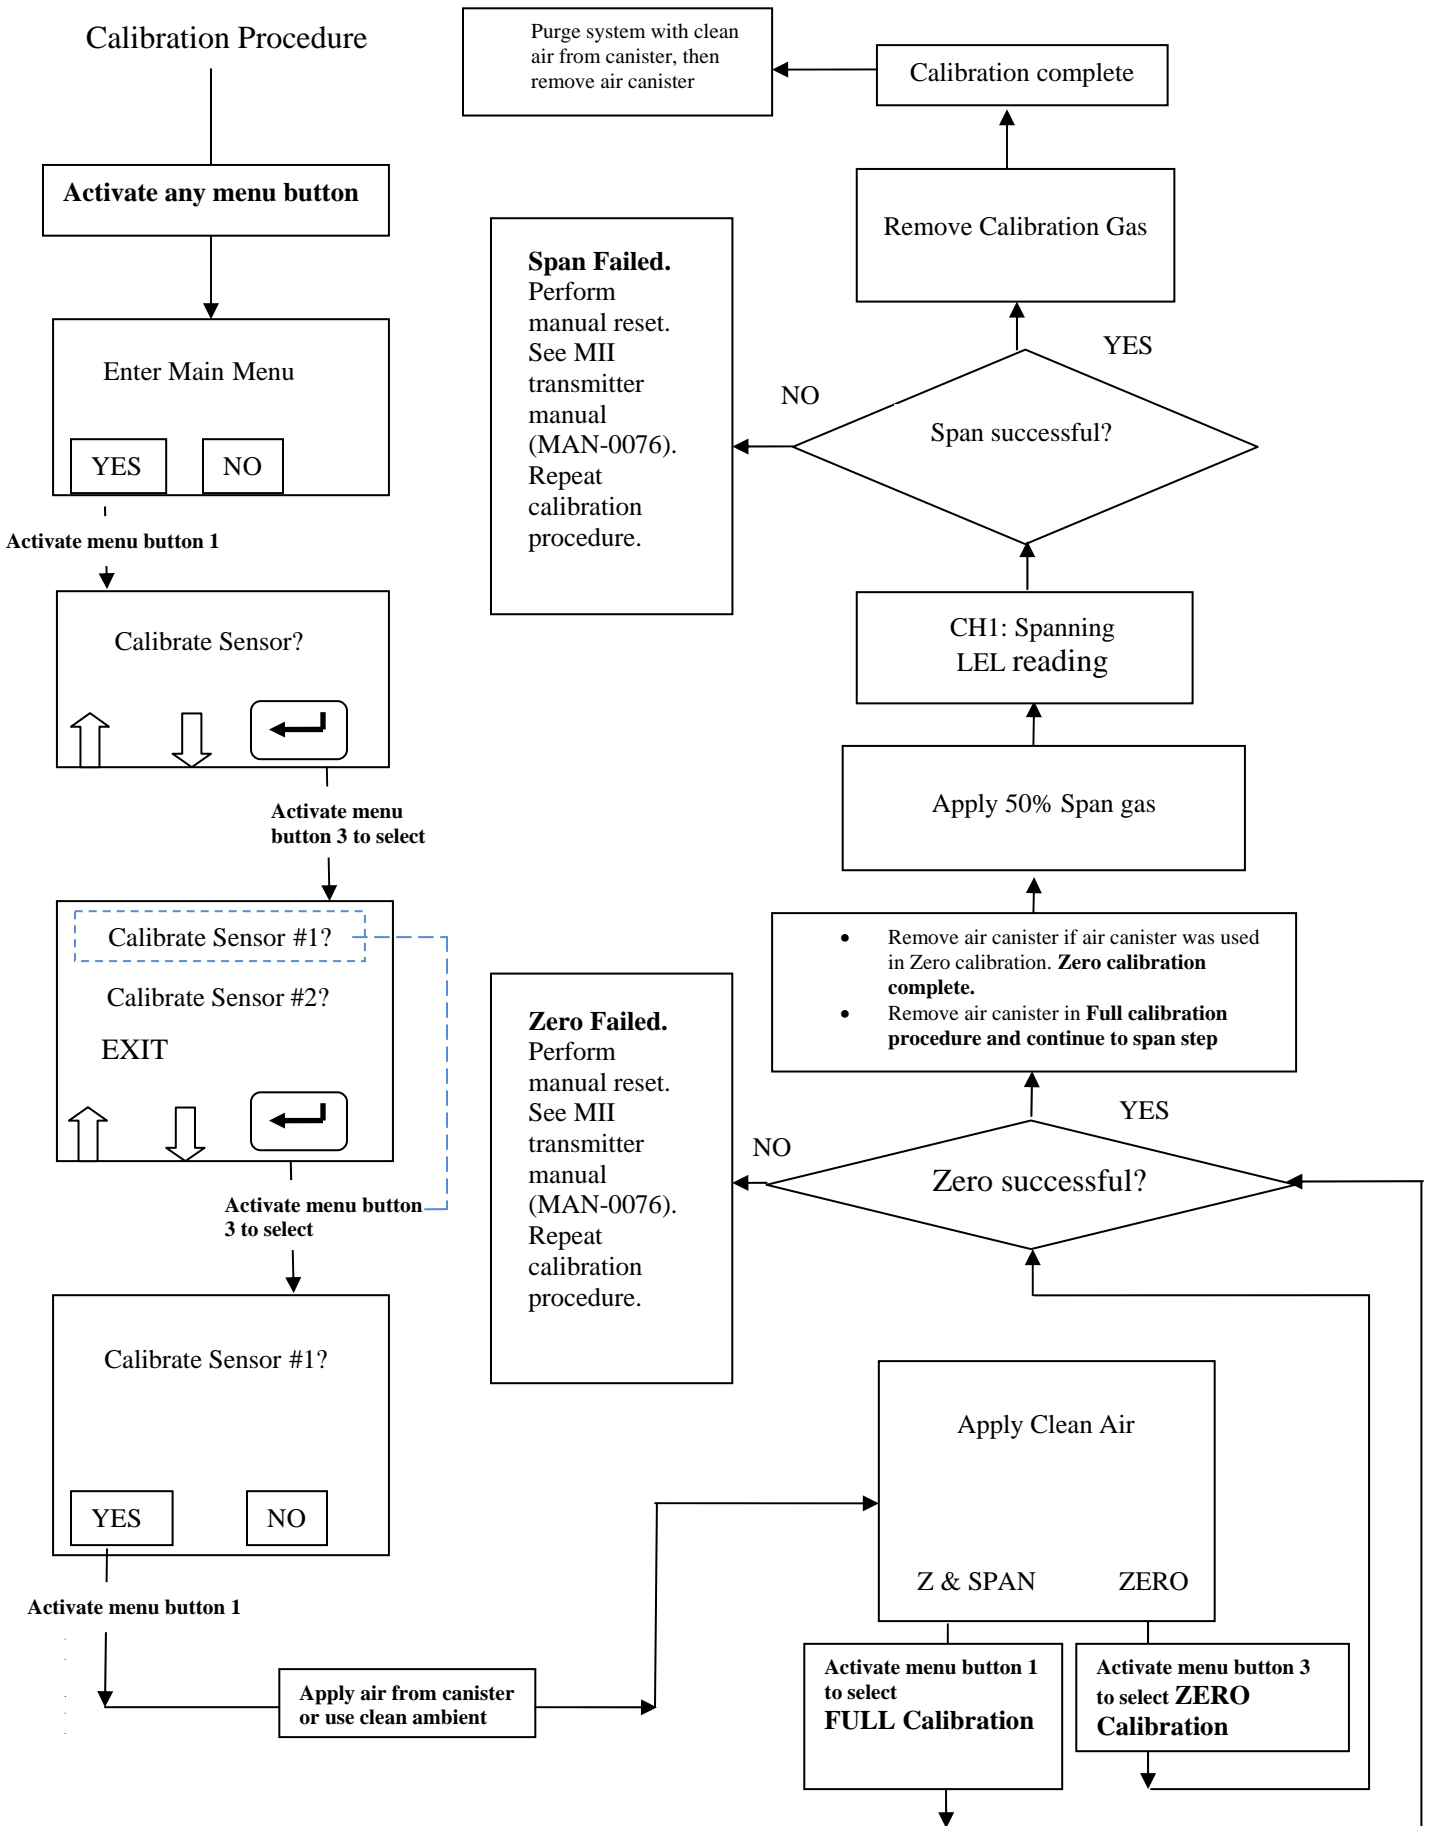 Calibration Procedure
Activate any menu button
Enter Main Menu
YES NO
Activate menu button 1
Calibrate Sensor?
Activate menu
button 3 to select
Calibrate Sensor #1?
Calibrate Sensor #2?
EXIT
Activate menu button
3 to select
Calibrate Sensor #1?
YES NO
Activate menu button 1
Apply air from canister
or use clean ambient
Apply Clean Air
Z & SPAN ZERO
Activate menu button 1
to select
FULL Calibration
Activate menu button 3
to select ZERO
Calibration
Zero successful?
NO
YES
Zero Failed.
Perform
manual reset.
See MII
transmitter
manual
(MAN-0076).
Repeat
calibration
procedure.
• Remove air canister if air canister was used
in Zero calibration. Zero calibration
complete.
• Remove air canister in Full calibration
procedure and continue to span step
Apply 50% Span gas
CH1: Spanning
LEL reading
Span successful?
NO
YES
Span Failed.
Perform
manual reset.
See MII
transmitter
manual
(MAN-0076).
Repeat
calibration
procedure.
Remove Calibration Gas
Calibration complete
Purge system with clean
air from canister, then
remove air canister